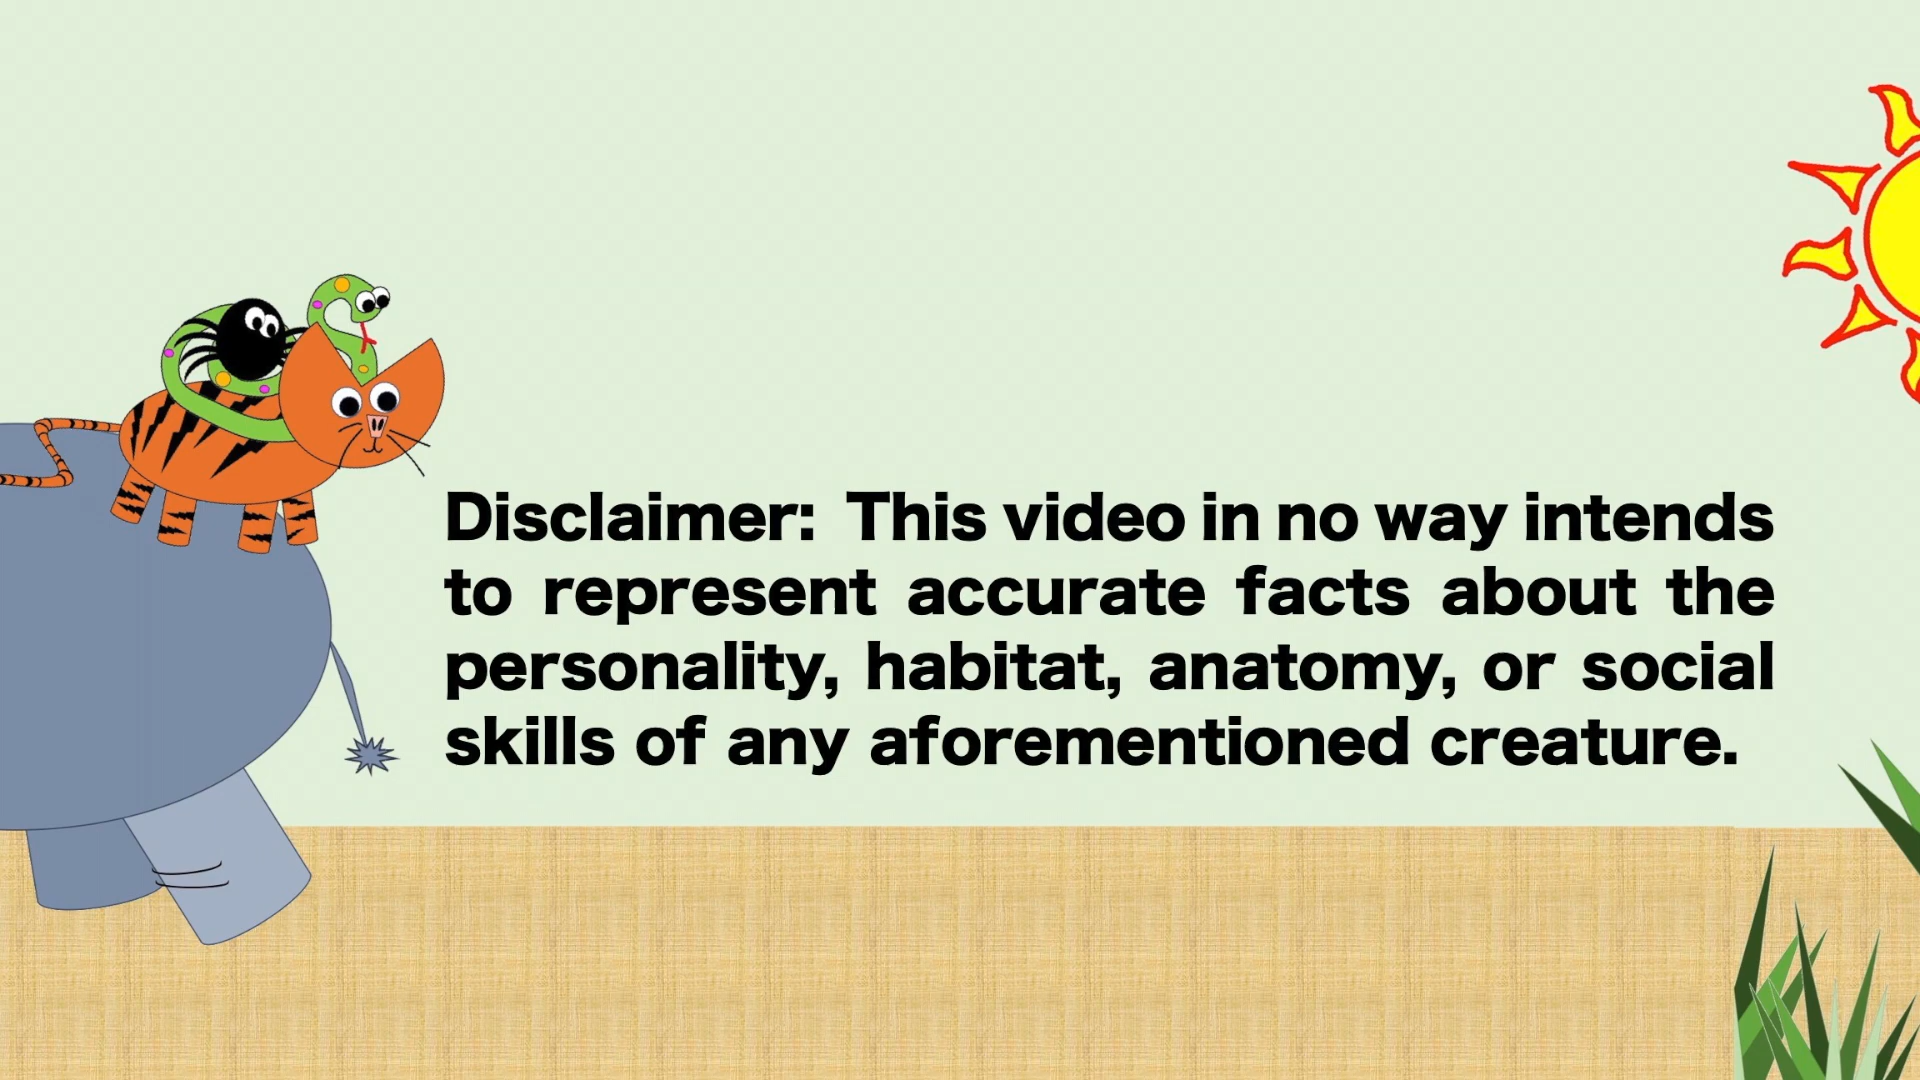 Disclaimer: This video in no way intends
to represent accurate facts about the
personality, habitat, anatomy, or social
skills of any aforementioned creature.